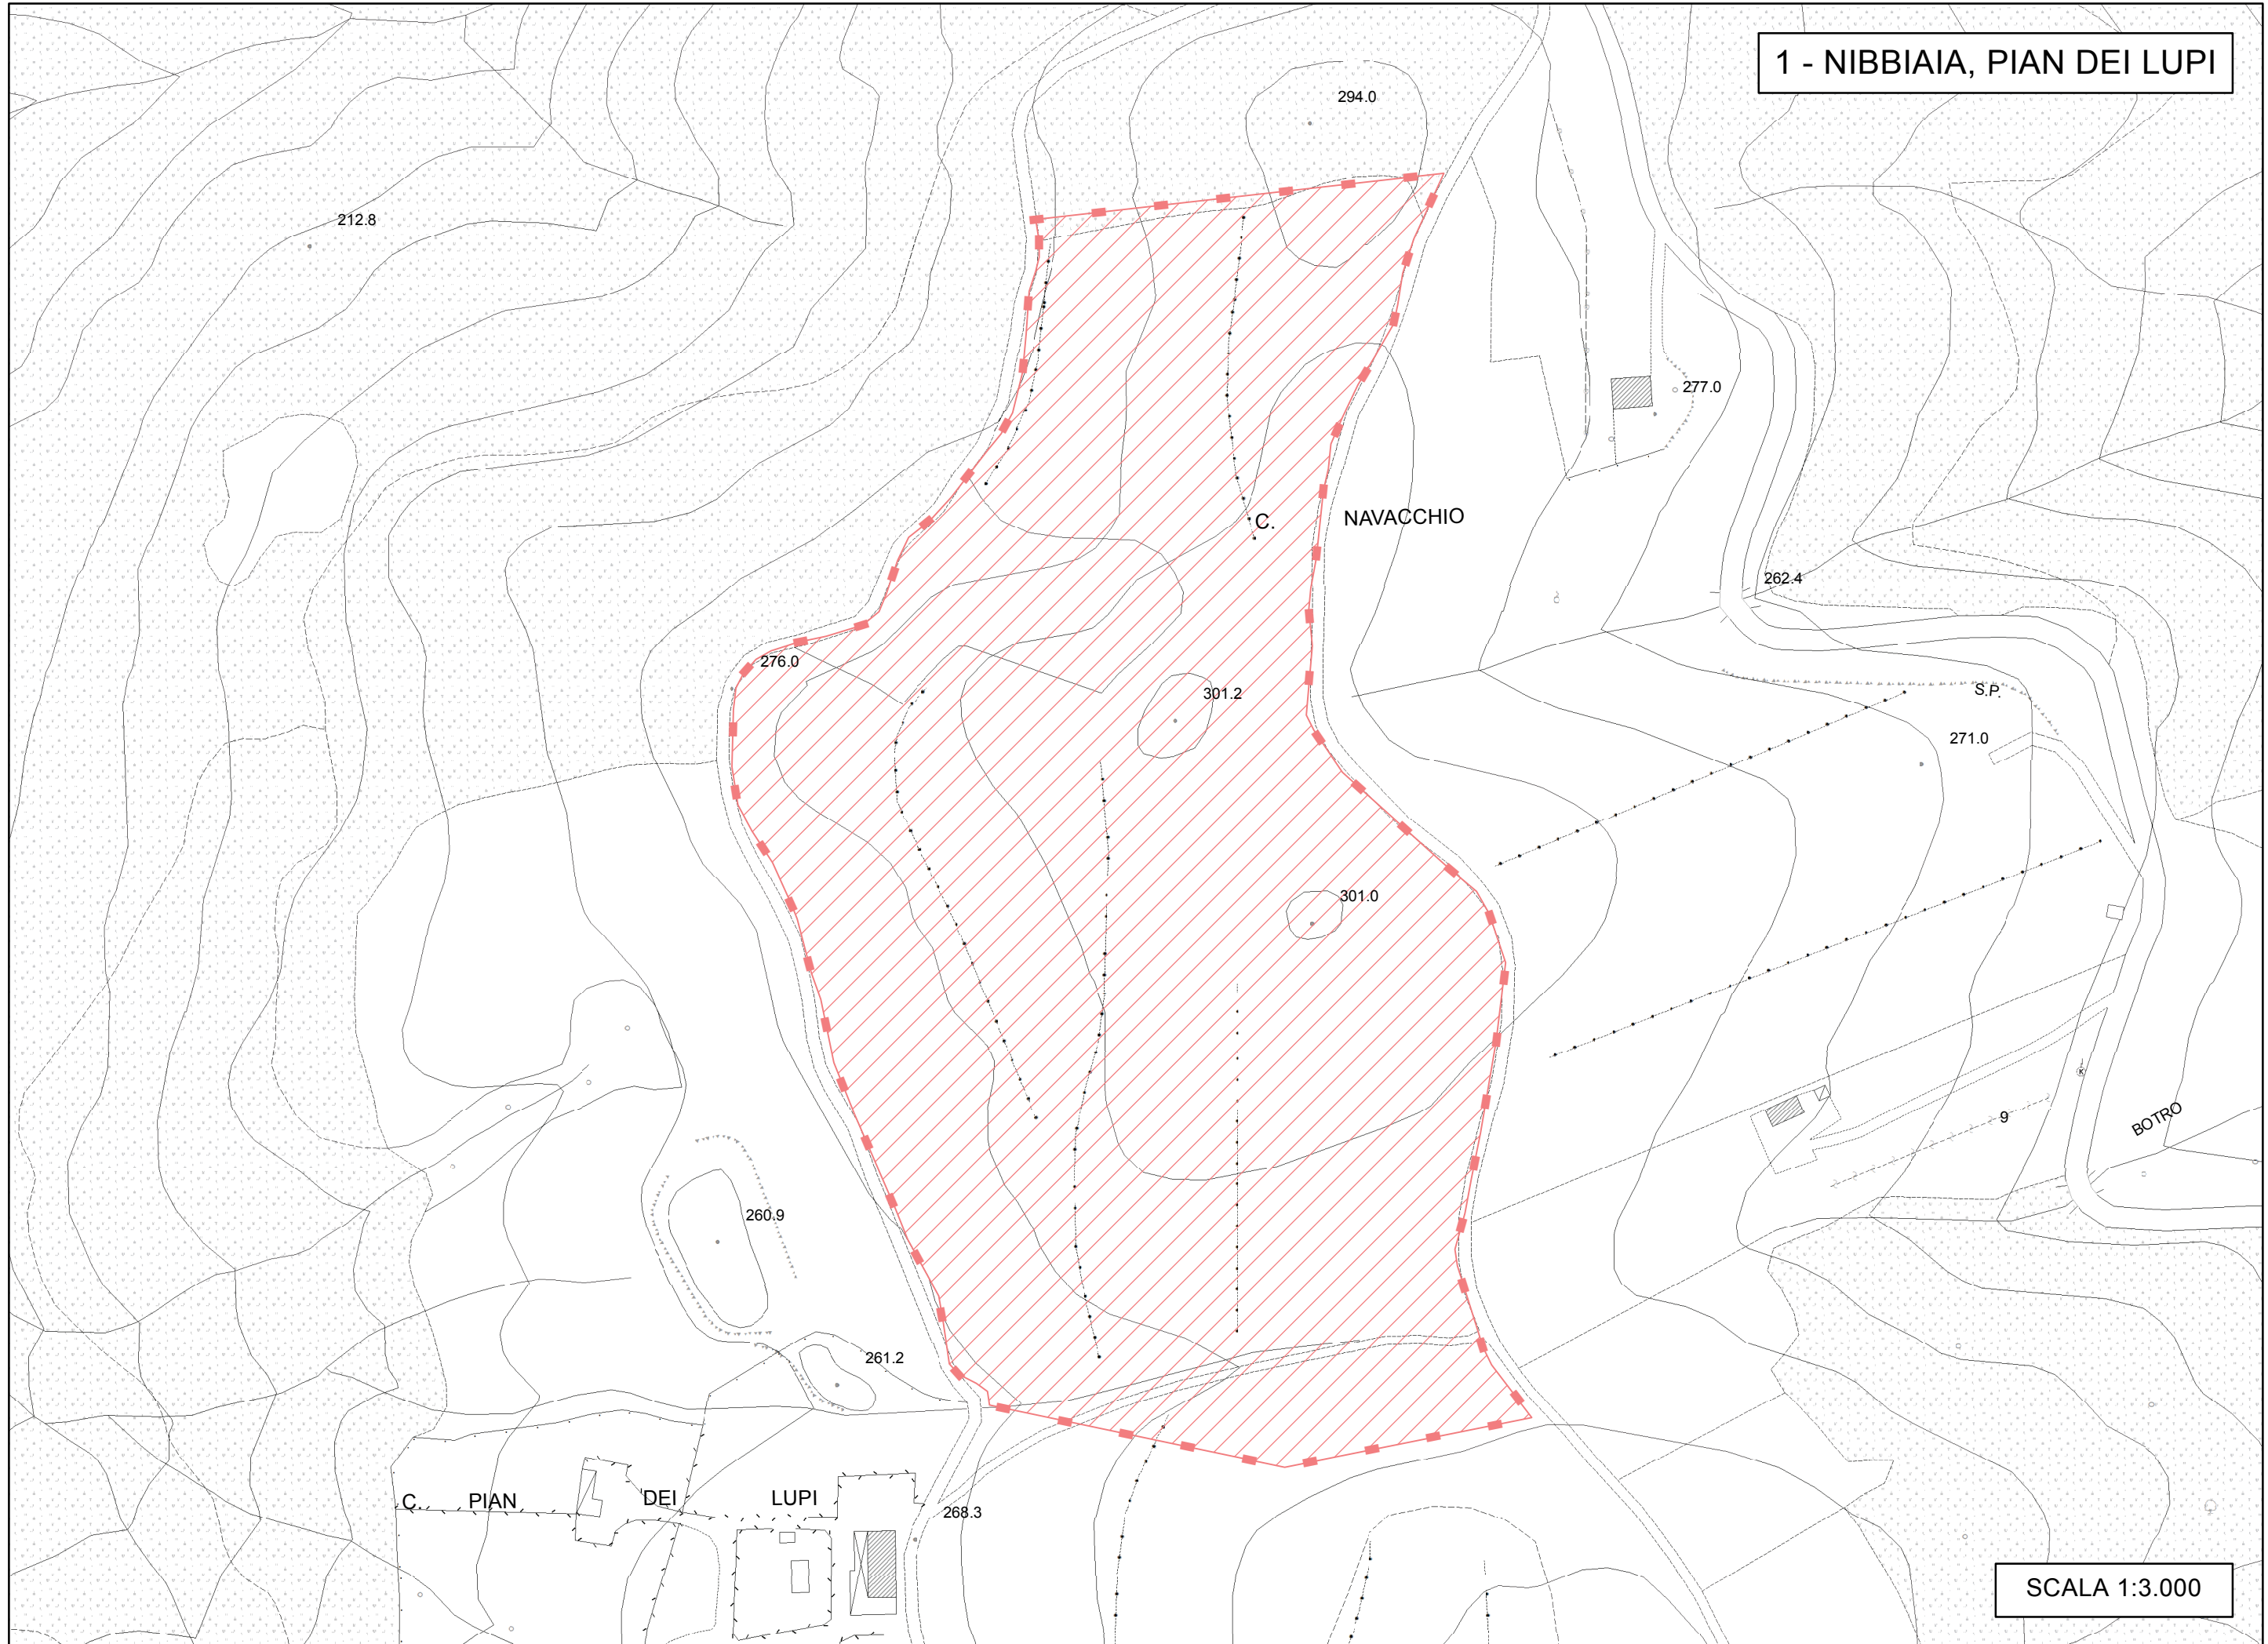 1 - NIBBIAIA, PIAN DEI LUPI
294.0
212.8
277.0
C. NAVACCHIO
262.4
276.0
301.2
S.P.
271.0
301.0
K
9
BOTRO
260.9
261.2
C. PIAN DEI LUPI
268.3
SCALA 1:3.000